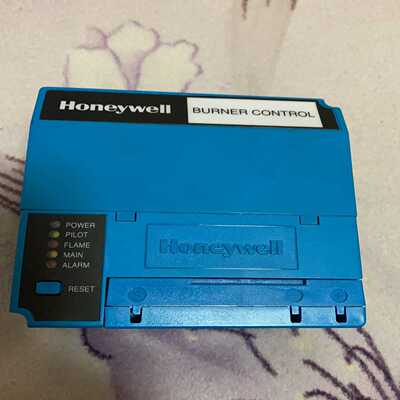 Honeywell BURNER CONTROL
Honeywell
POWER
PILOT
FLAME
MAIN
ALARM
RESET